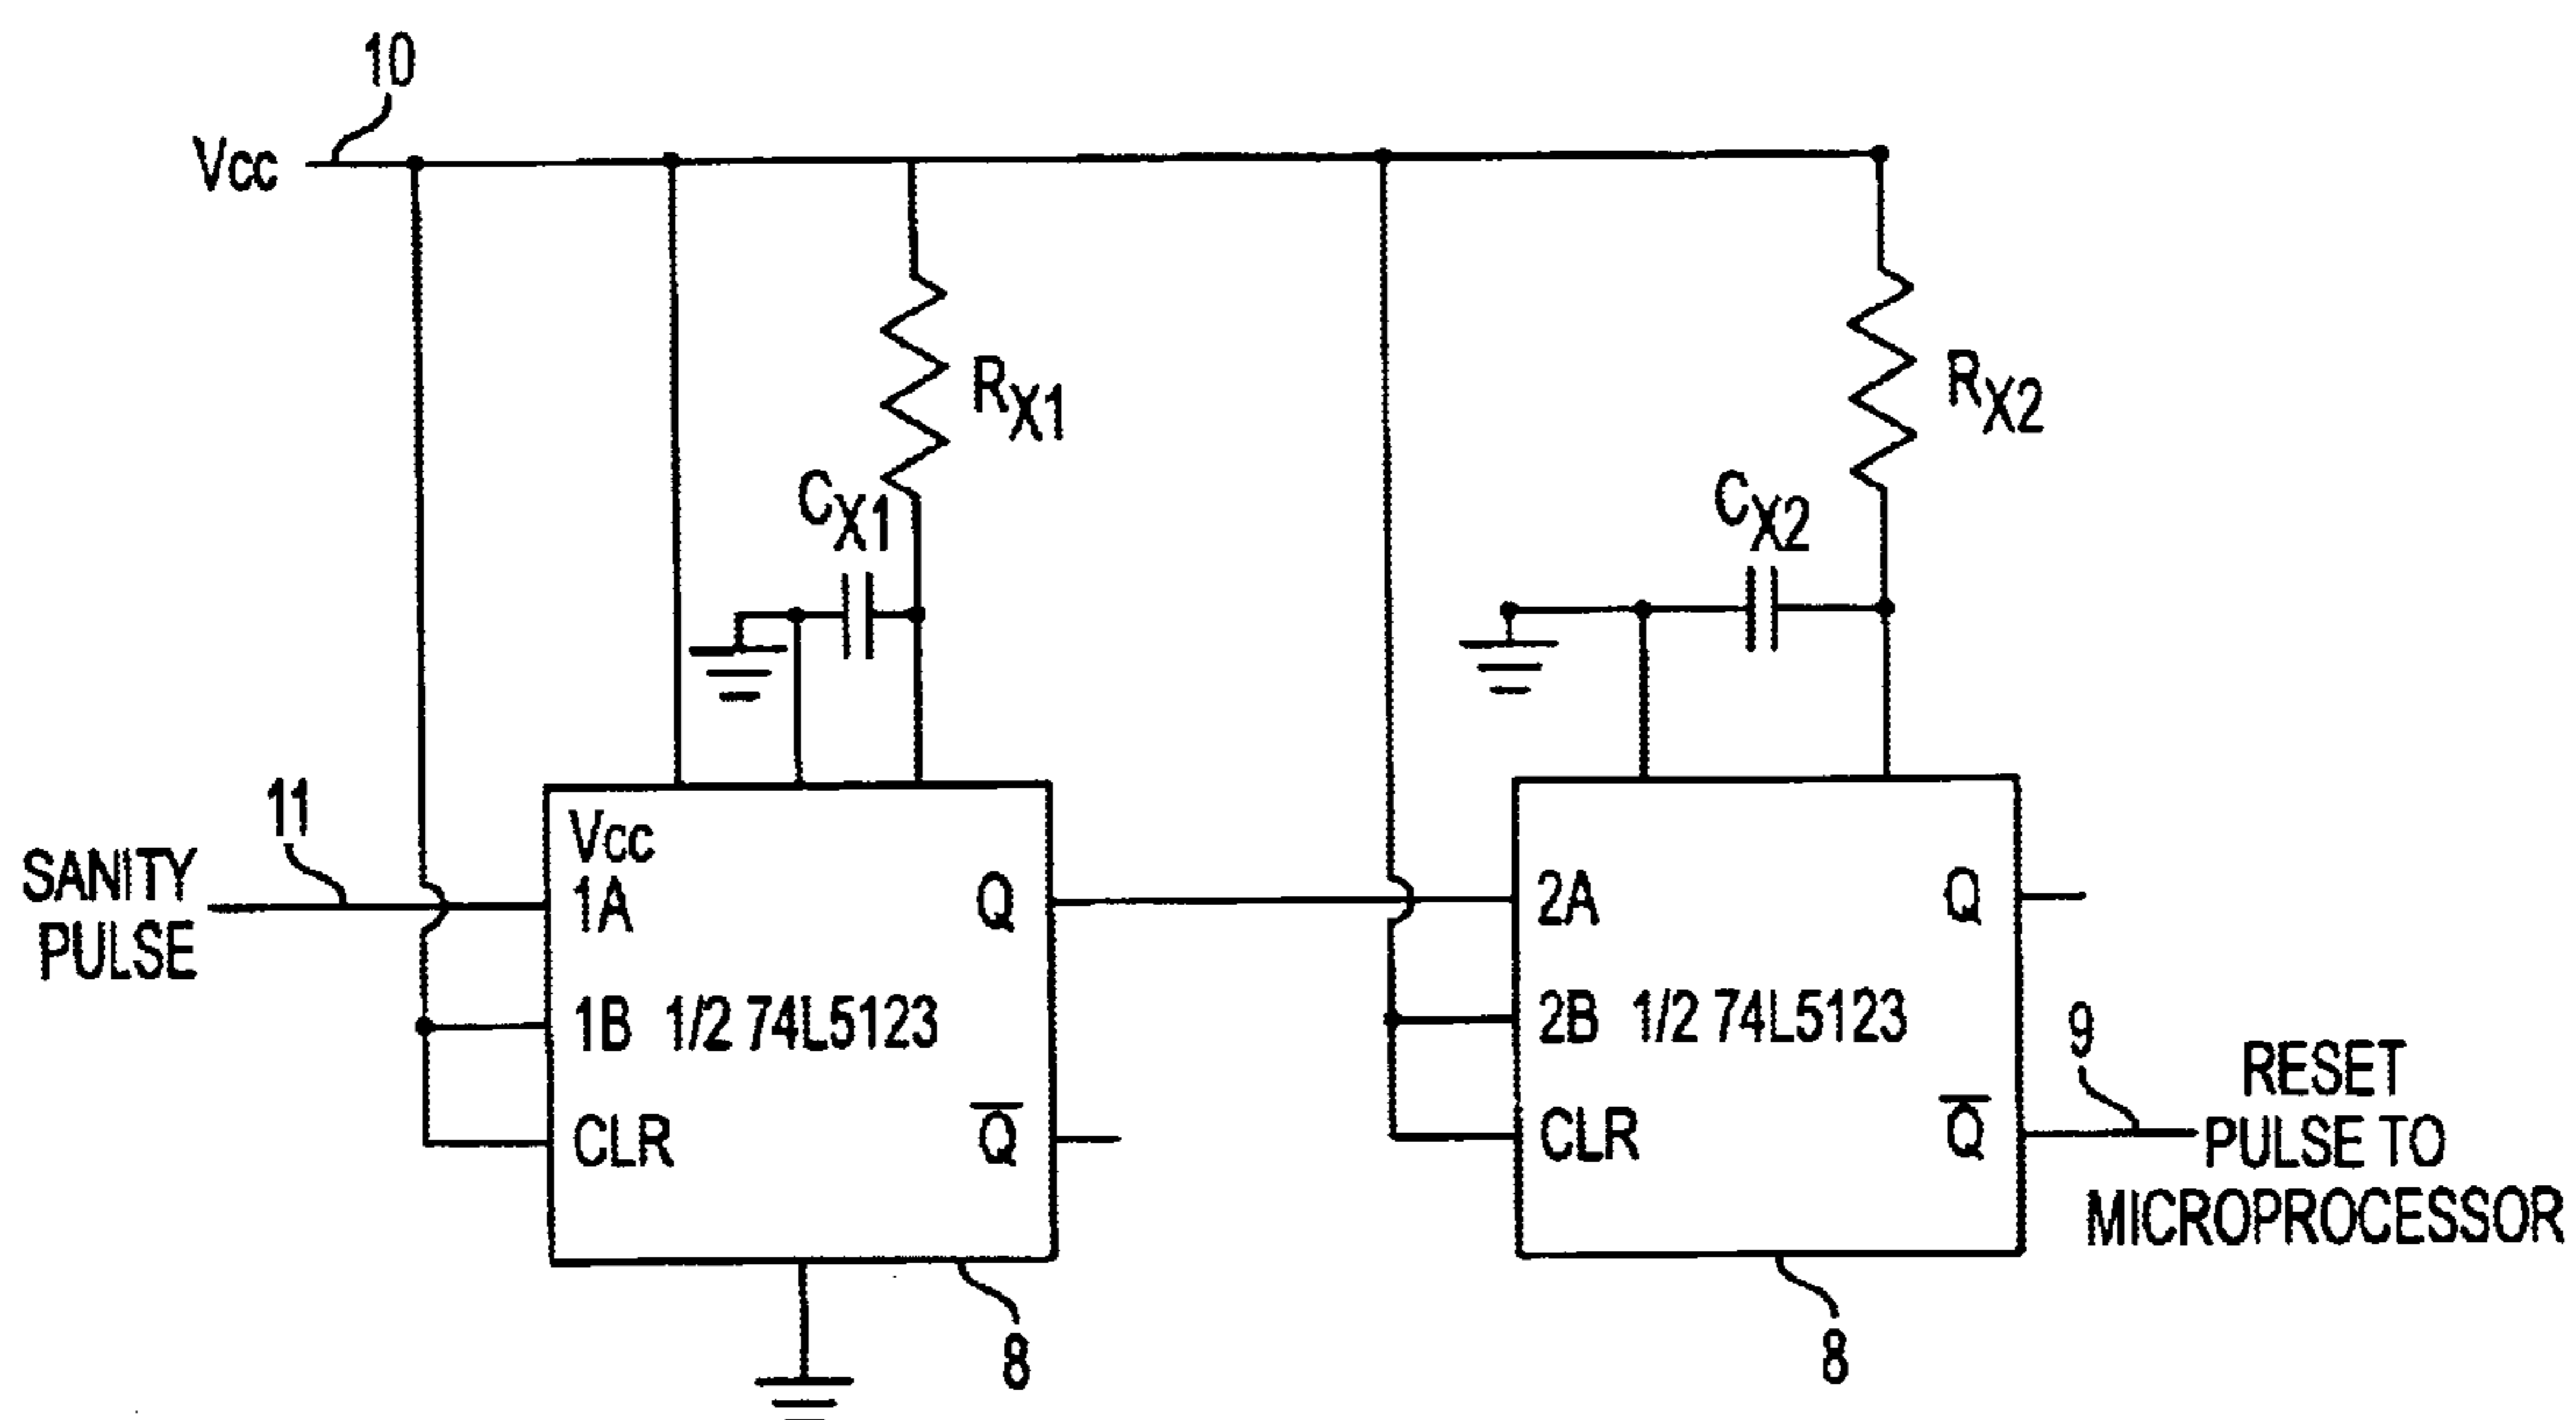 10
Vcc
RX1
RX2
CX1
CX2
11
SANITY
PULSE
Vcc
1A
Q
1B 1/2 74L5123
CLR
Q
2A
Q
2B 1/2 74L5123
CLR
Q
9
RESET
PULSE TO
MICROPROCESSOR
8
8